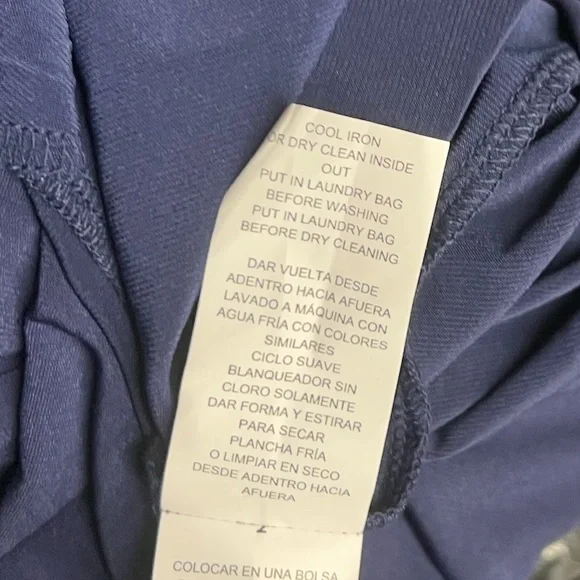 COOL IRON
OR DRY CLEAN INSIDE
OUT
PUT IN LAUNDRY BAG
BEFORE WASHING
PUT IN LAUNDRY BAG
BEFORE DRY CLEANING
DAR VUELTA DESDE
ADENTRO HACIA AFUERA
LAVADO A MÁQUINA CON
AGUA FRÍA CON COLORES
SIMILARES
CICLO SUAVE
BLANQUEADOR SIN
CLORO SOLAMENTE
DAR FORMA Y ESTIRAR
PARA SECAR
PLANCHA FRÍA
O LIMPIAR EN SECO
DESDE ADENTRO HACIA
AFUERA
COLOCAR EN UNA BOLSA